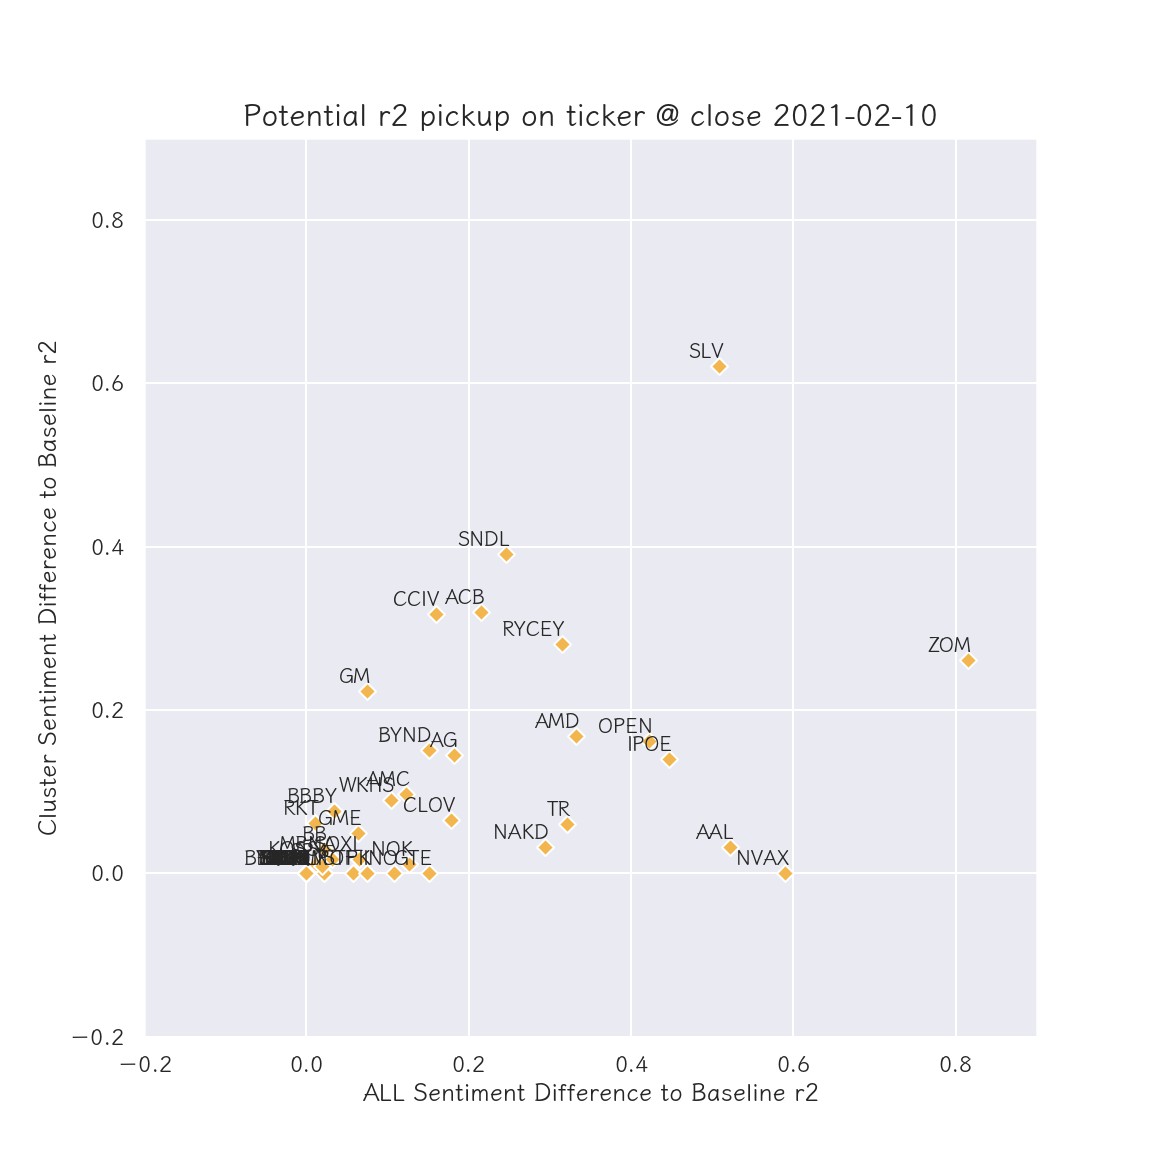 Potential r2 pickup on ticker @ close 2021-02-10
Cluster Sentiment Difference to Baseline r2
0.8
0.6
0.4
0.2
0.0
−0.2
SLV
SNDL
CCIV
ACB
RYCEY
ZOM
GM
AMD
OPEN
BYND
AG
IPOE
AMC
WKHS
BBBY
CLOV
RKT
TR
GME
NAKD
AAL
BB
NOK
NVAX
−0.2
0.0
0.2
0.4
0.6
0.8
ALL Sentiment Difference to Baseline r2